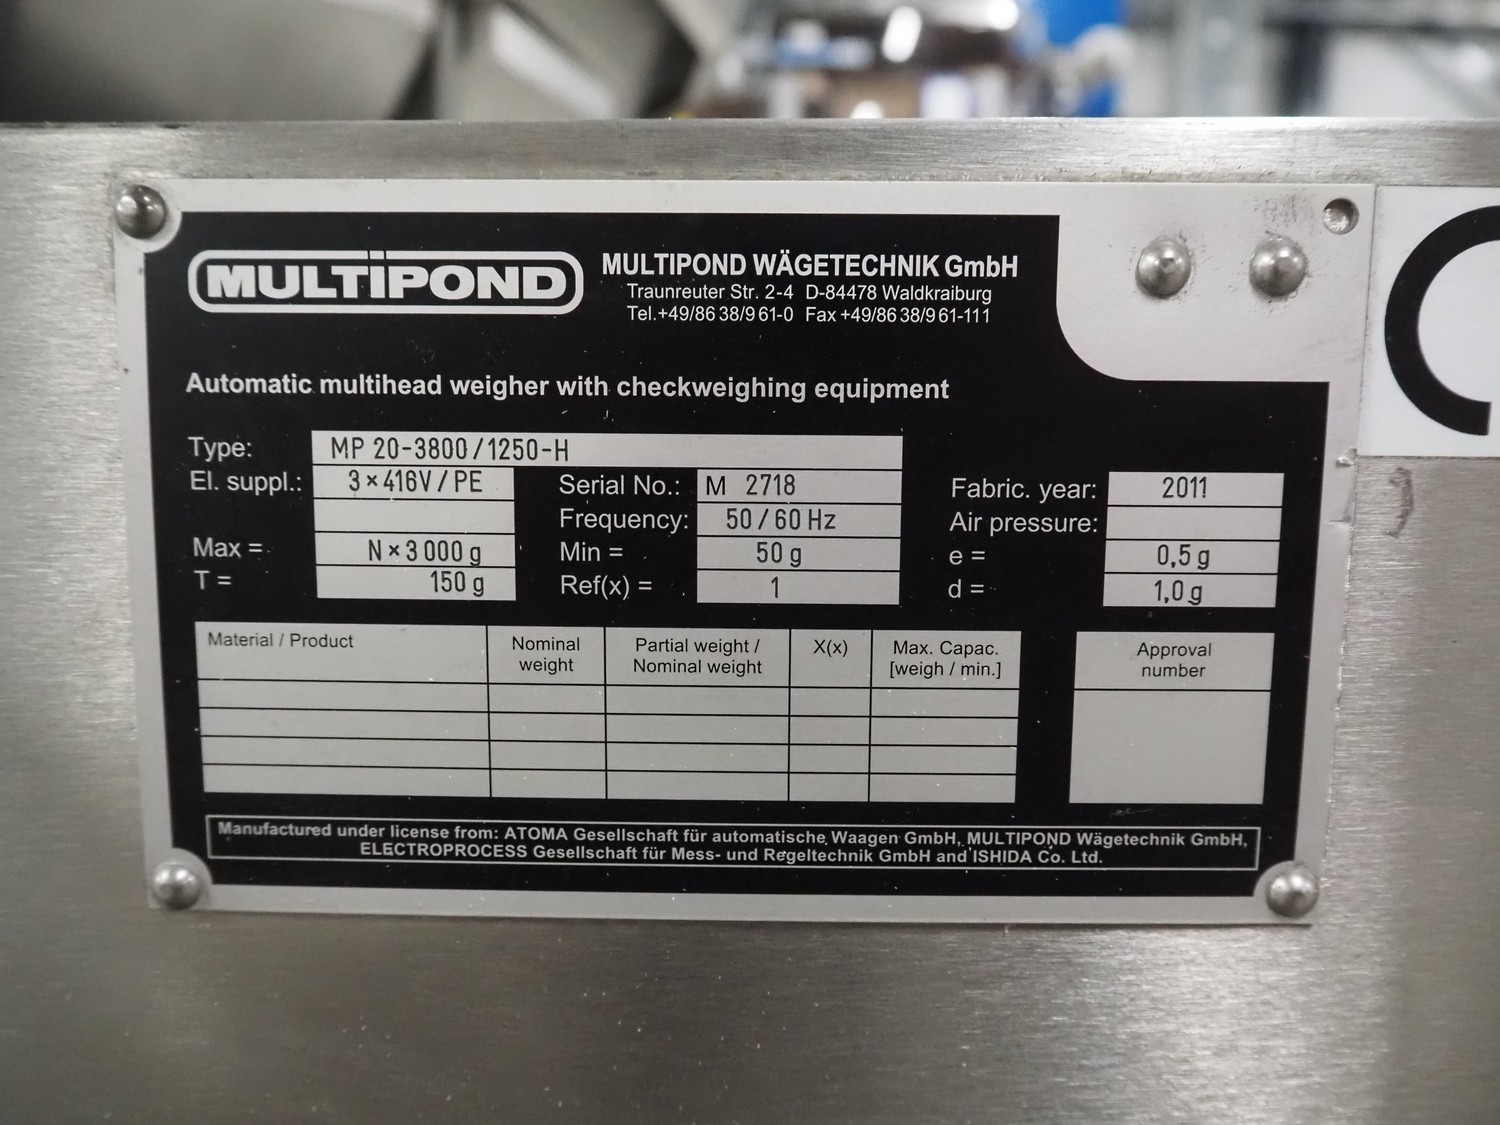 MULTIPOND
MULTIPOND WÄGETECHNIK GmbH
Traunreuter Str. 2-4 D-84478 Waldkraiburg
Tel.+49/86 38/9 61-0 Fax +49/86 38/9 61-111
Automatic multihead weigher with checkweighing equipment
Type: MP 20-3800/1250-H
El. suppl.: 3×416V/PE Serial No.: M 2718 Fabric. year: 2011
Frequency: 50/60 Hz Air pressure:
Max = N×3 000 g Min = 50 g e = 0,5 g
T = 150 g Ref(x) = 1 d = 1,0 g
Material / Product Nominal weight Partial weight / Nominal weight X(x) Max. Capac. [weigh / min.] Approval number
Manufactured under license from: ATOMA Gesellschaft für automatische Waagen GmbH, MULTIPOND Wägetechnik GmbH,
ELECTROPROCESS Gesellschaft für Mess- und Regeltechnik GmbH and ISHIDA Co. Ltd.